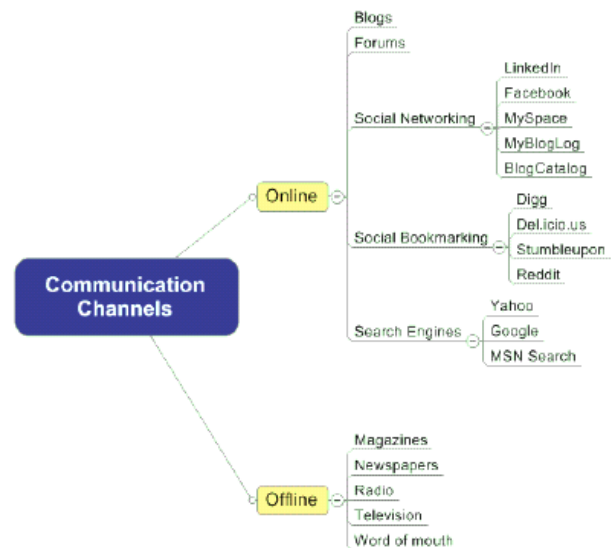 Communication
Channels
Online
Blogs
Forums
Social Networking
LinkedIn
Facebook
MySpace
MyBlogLog
BlogCatalog
Social Bookmarking
Digg
Del.icio.us
Stumbleupon
Reddit
Search Engines
Yahoo
Google
MSN Search
Offline
Magazines
Newspapers
Radio
Television
Word of mouth